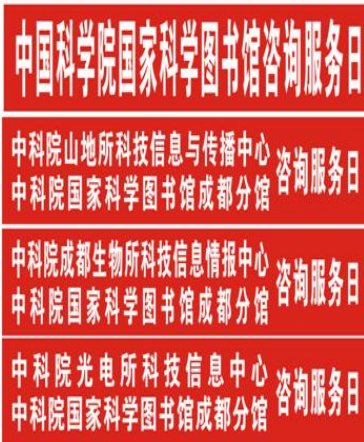 中国科学院国家科学图书馆咨询服务日
中科院山地所科技信息与传播中心
中科院国家科学图书馆成都分馆
咨询服务日
中科院成都生物所科技信息情报中心
中科院国家科学图书馆成都分馆
咨询服务日
中科院光电所科技信息中心
中科院国家科学图书馆成都分馆
咨询服务日